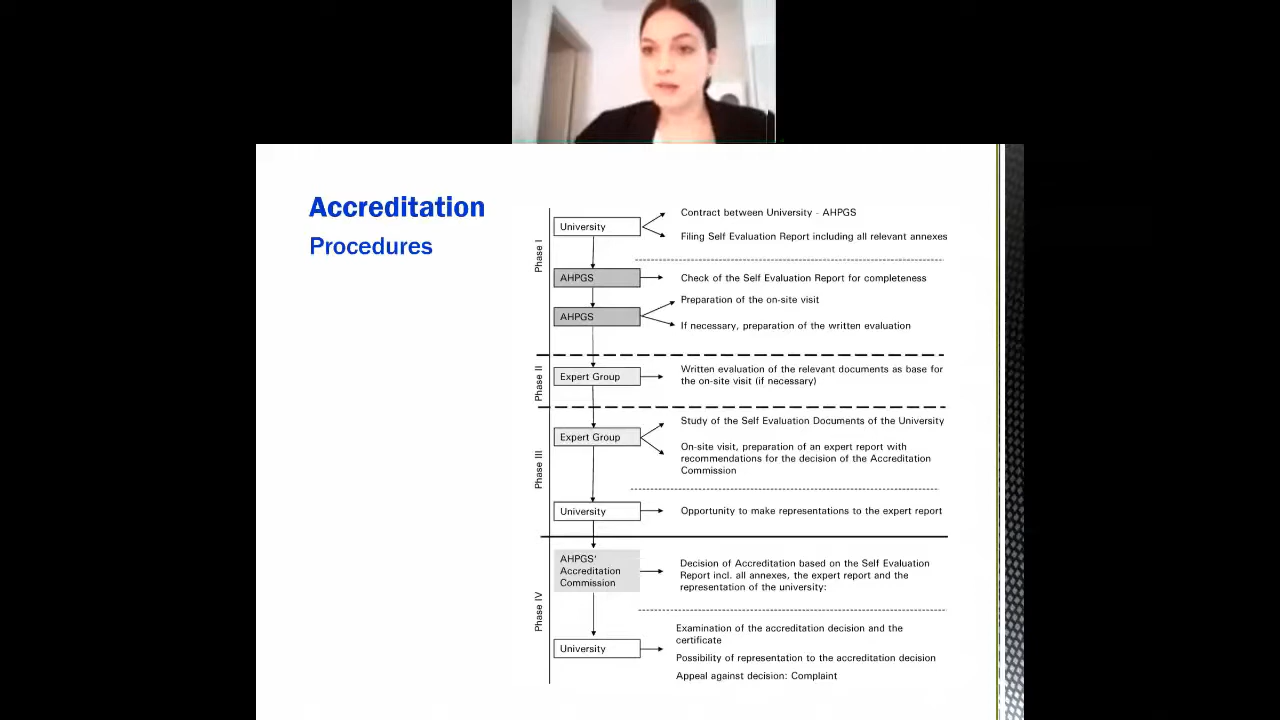 Accreditation
Procedures
Phase I
University
Contract between University - AHPGS
Filing Self Evaluation Report including all relevant annexes
AHPGS
Check of the Self Evaluation Report for completeness
AHPGS
Preparation of the on-site visit
If necessary, preparation of the written evaluation
Phase II
Expert Group
Written evaluation of the relevant documents as base for
the on-site visit (if necessary)
Phase III
Expert Group
Study of the Self Evaluation Documents of the University
On-site visit, preparation of an expert report with
recommendations for the decision of the Accreditation
Commission
University
Opportunity to make representations to the expert report
Phase IV
AHPGS'
Accreditation
Commission
Decision of Accreditation based on the Self Evaluation
Report incl. all annexes, the expert report and the
representation of the university:
University
Examination of the accreditation decision and the
certificate
Possibility of representation to the accreditation decision
Appeal against decision: Complaint